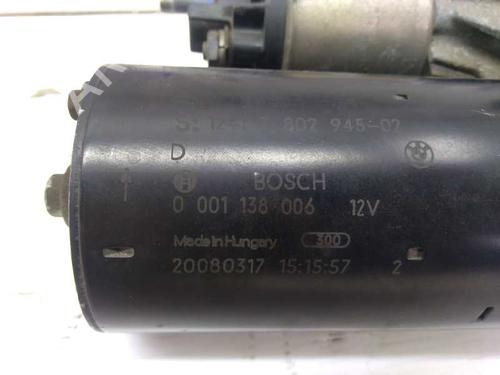 802 945-02
D
BOSCH
0 001 138 006 12V
Made in Hungary 300
20080317 15:15:57 2